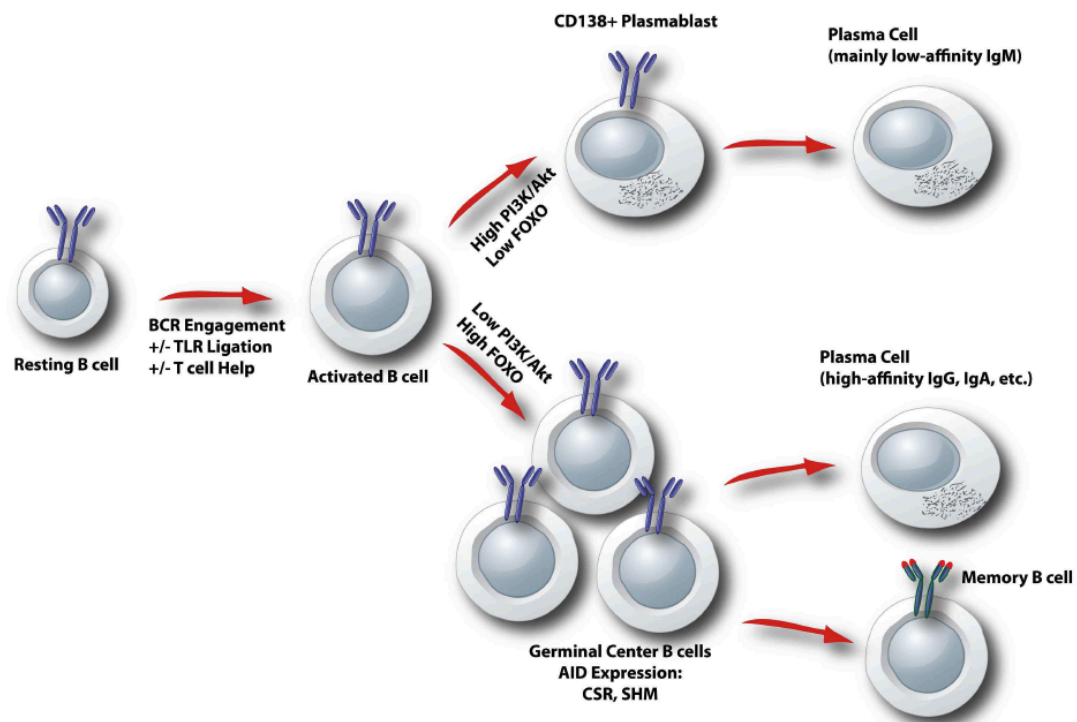 CD138+ Plasmablast
Plasma Cell
(mainly low-affinity IgM)
High PI3K/Akt
Low FOXO
Resting B cell
BCR Engagement
+/- TLR Ligation
+/- T cell Help
Activated B cell
Low PI3K/Akt
High FOXO
Plasma Cell
(high-affinity IgG, IgA, etc.)
Memory B cell
Germinal Center B cells
AID Expression:
CSR, SHM